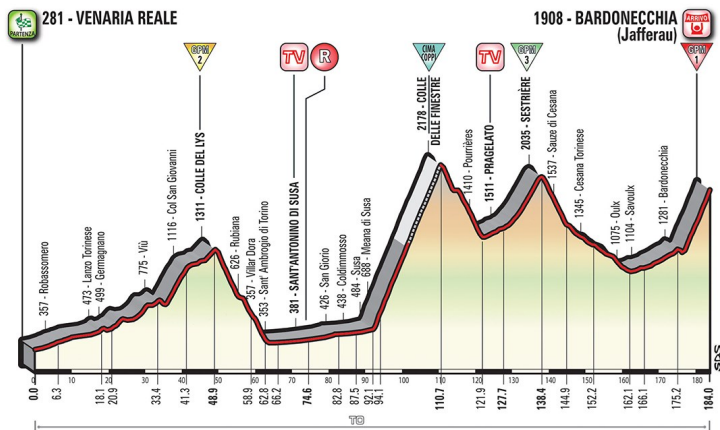 281 - VENARIA REALE
PARTENZA
1908 - BARDONECCHIA
(Jafferau)
ARRIVO
GPM
2
TV
R
CIMA
COPPI
TV
GPM
3
GPM
1
357 - Robassomero
473 - Lanzo Torinese
499 - Germagnano
775 - Viù
1116 - Col San Giovanni
1311 - COLLE DEL LYS
626 - Rubiana
357 - Villar Dora
353 - Sant' Ambrogio di Torino
381 - SANT'ANTONINO DI SUSA
426 - San Giorio
438 - Coldimmosso
484 - Susa
686 - Meana di Susa
2178 - COLLE
DELLE FINESTRE
1410 - Pourrières
1511 - PRAGELATO
2035 - SESTRIÈRE
1537 - Sauze di Cesana
1345 - Cesana Torinese
1075 - Oulx
1104 - Savoulx
1281 - Bardonecchia
0 10 20 30 40 50 60 70 80 90 100 110 120 130 140 150 160 170 180
0.0 6.3 18.1 20.9 33.4 41.3 48.9 58.9 62.8 66.2 74.6 82.8 87.5 92.1 94.1 110.7 121.9 127.7 138.4 144.9 152.2 162.1 166.1 175.2 184.0
TO
SDS